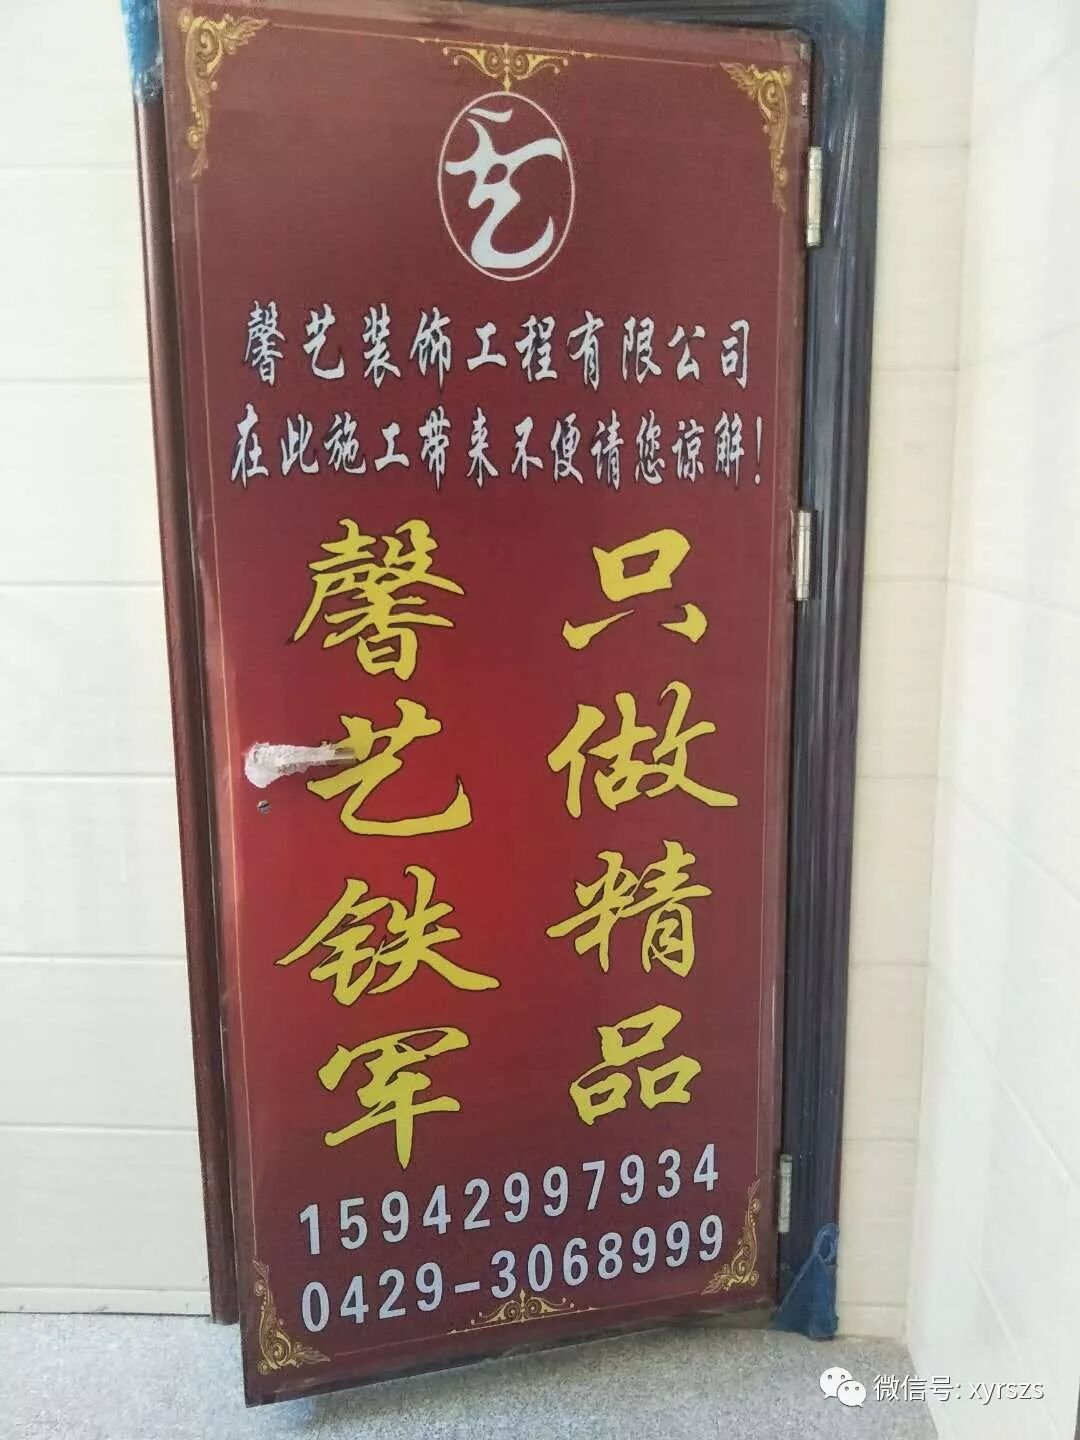 艺
馨艺装饰工程有限公司
在此施工带来不便请您谅解!
只做精品
馨艺铁军
15942997934
0429-3068999
微信号: xyrszs